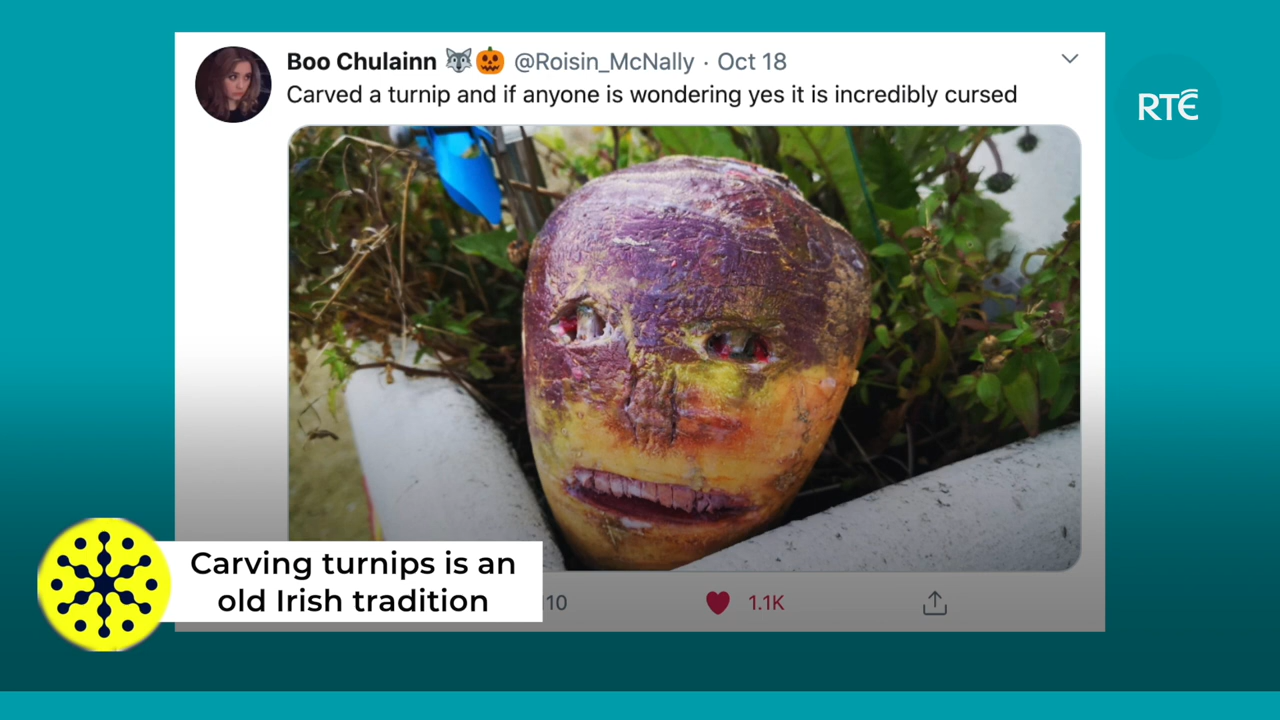 Boo Chulainn 🐺🎃 @Roisin_McNally · Oct 18
Carved a turnip and if anyone is wondering yes it is incredibly cursed
RTÉ
Carving turnips is an
old Irish tradition
10
1.1K